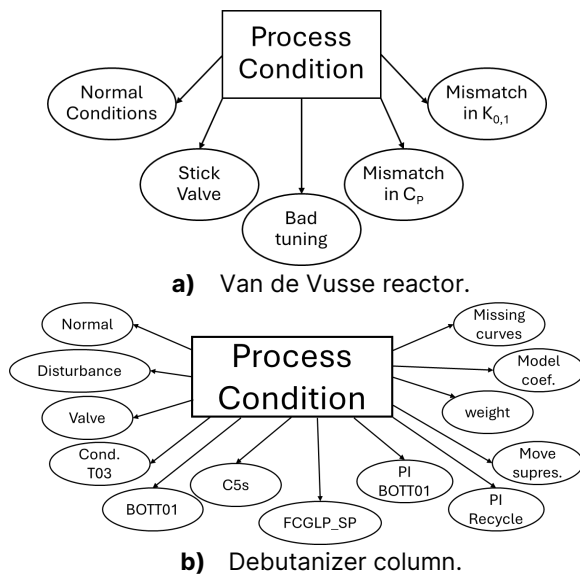 Process
Condition
Normal
Conditions
Mismatch
in K0,1
Stick
Valve
Mismatch
in CP
Bad
tuning
a) Van de Vusse reactor.
Normal
Missing
curves
Process
Condition
Disturbance
Model
coef.
Valve
weight
Cond.
T03
Move
supres.
C5s
PI
BOTT01
BOTT01
PI
Recycle
FCGLP_SP
b) Debutanizer column.